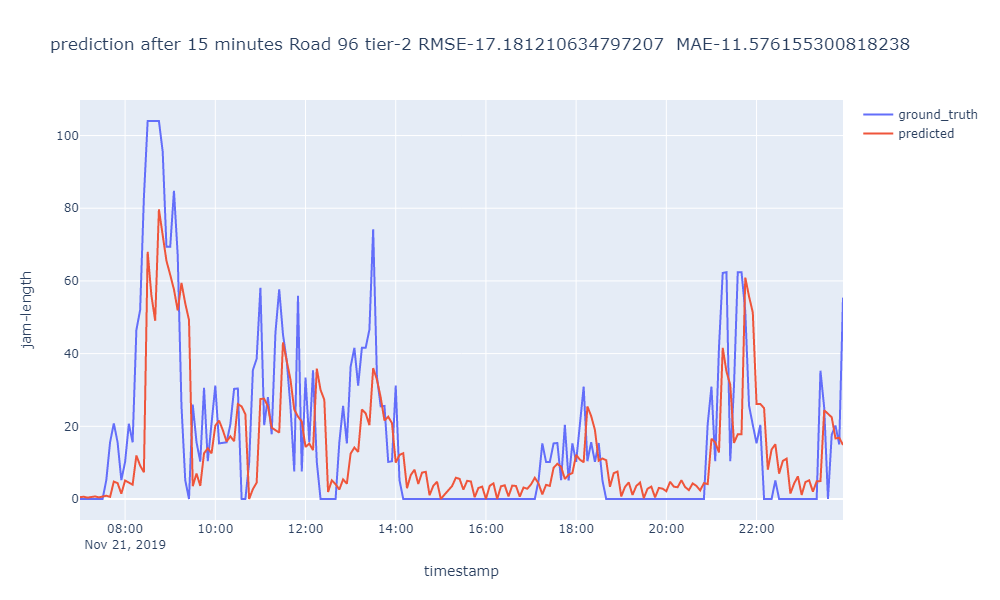 prediction after 15 minutes Road 96 tier-2 RMSE-17.181210634797207  MAE-11.576155300818238
ground_truth
predicted
100
80
60
40
20
0
jam-length
08:00 10:00 12:00 14:00 16:00 18:00 20:00 22:00
Nov 21, 2019
timestamp